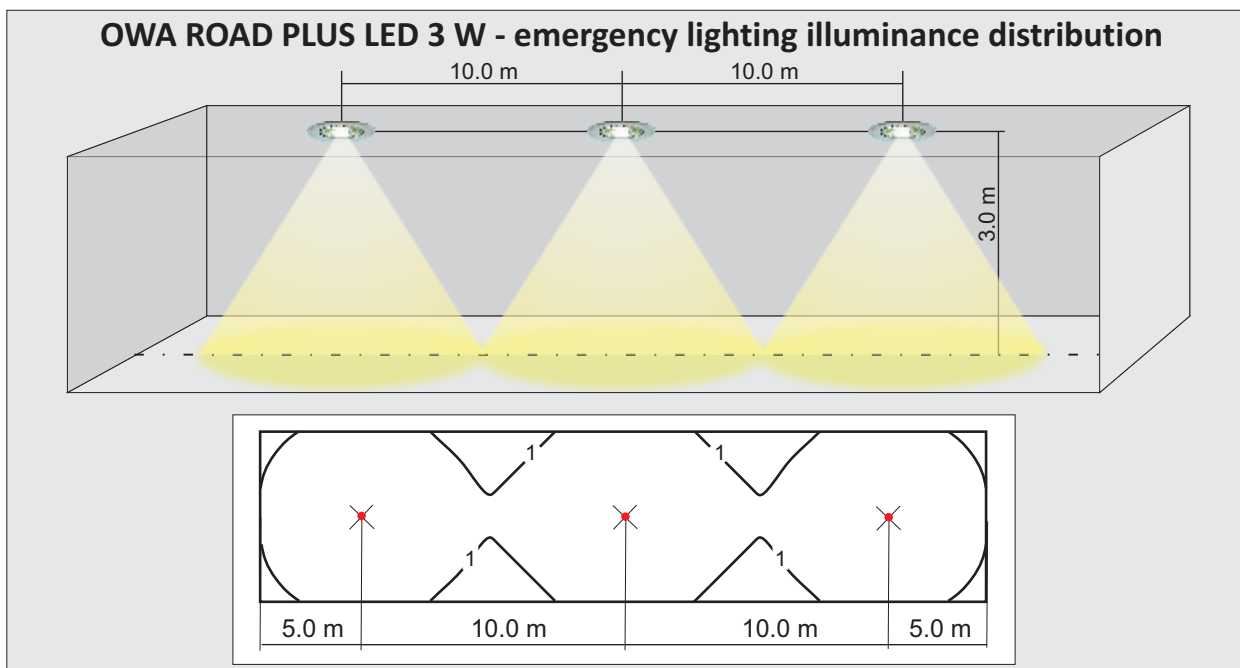 OWA ROAD PLUS LED 3 W - emergency lighting illuminance distribution
10.0 m 10.0 m
3.0 m
1 1
1 1
5.0 m 10.0 m 10.0 m 5.0 m